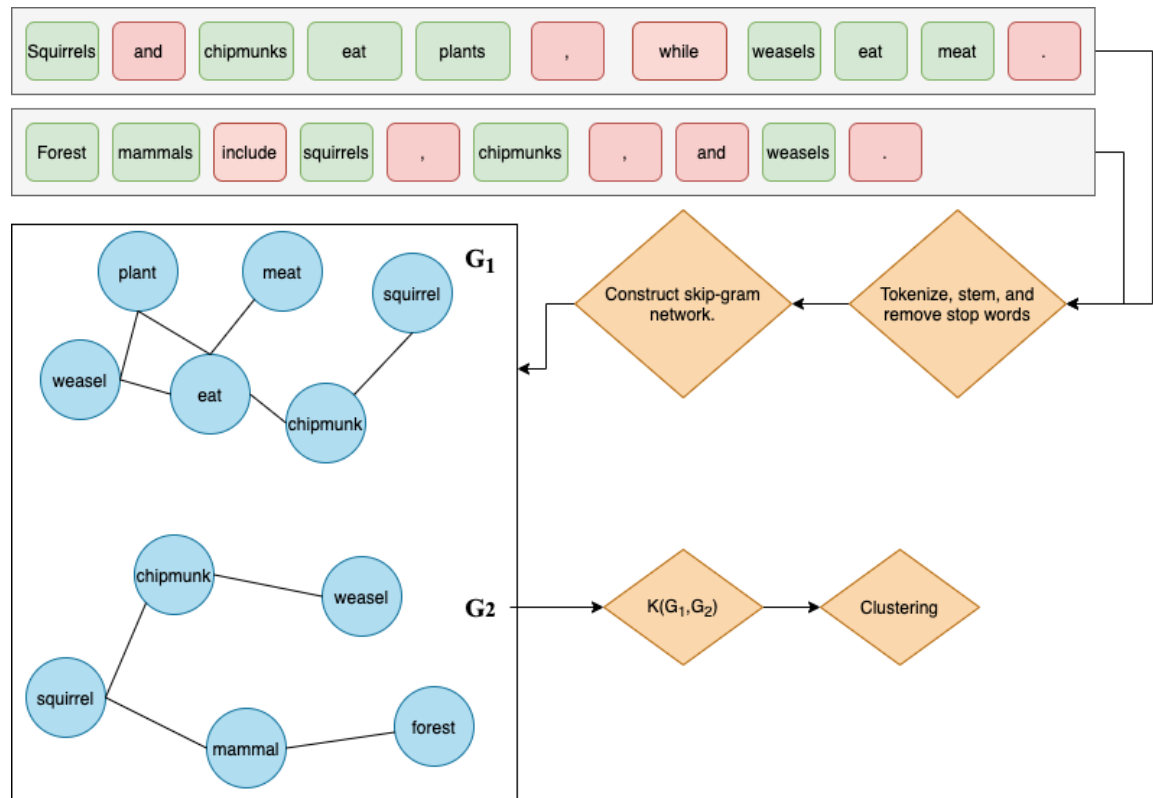 Squirrels and chipmunks eat plants , while weasels eat meat .
Forest mammals include squirrels , chipmunks , and weasels .
G1
plant
meat
squirrel
weasel
eat
chipmunk
Construct skip-gram
network.
Tokenize, stem, and
remove stop words
chipmunk
weasel
G2
squirrel
mammal
forest
K(G1,G2)
Clustering